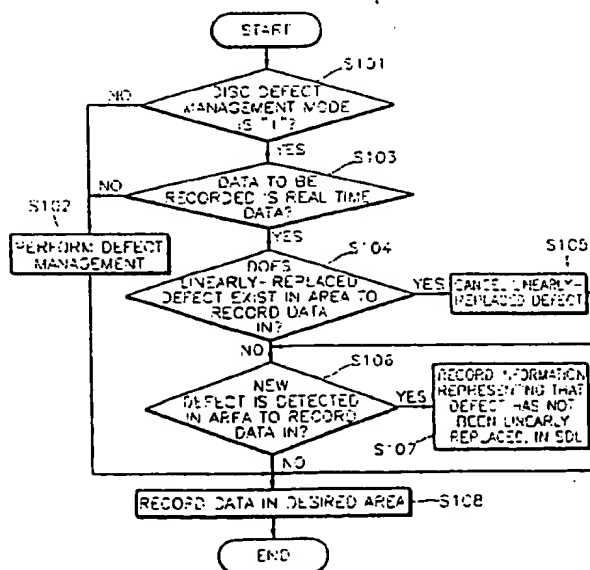 START
S101
DISC DEFECT
MANAGEMENT MODE
IS "1"?
NO
YES
S103
DATA TO BE
RECORDED IS REAL TIME
DATA?
NO
YES
S102
PERFORM DEFECT
MANAGEMENT
S104
DOES
LINEARLY-REPLACED
DEFECT EXIST IN AREA TO
RECORD DATA
IN?
YES
S105
CANCEL LINEARLY-
REPLACED DEFECT
NO
S106
NEW
DEFECT IS DETECTED
IN AREA TO RECORD
DATA IN?
YES
RECORD INFORMATION
REPRESENTING THAT
DEFECT HAS NOT
BEEN LINEARLY
REPLACED, IN SDL
S107
NO
RECORD DATA IN DESIRED AREA
S108
END